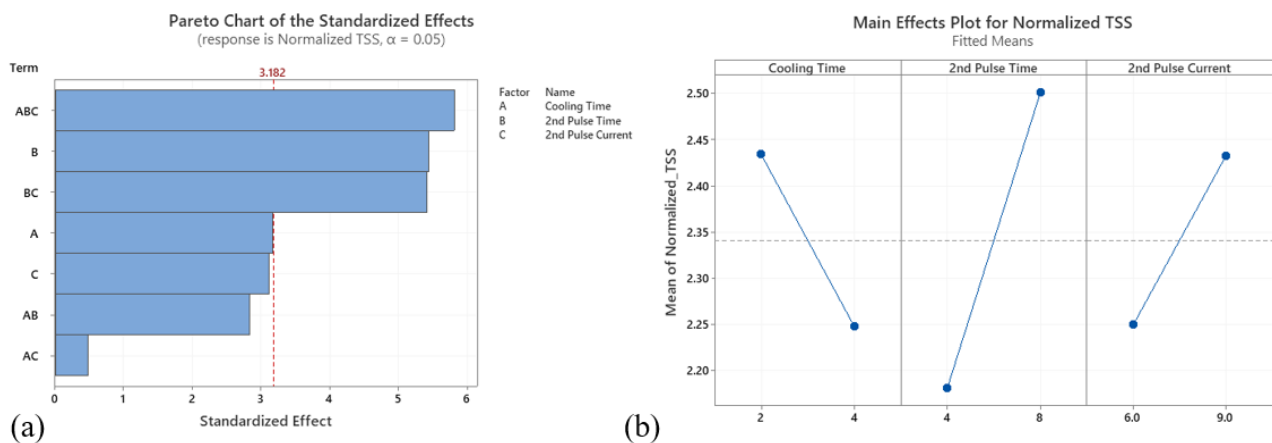 Pareto Chart of the Standardized Effects
(response is Normalized TSS, α = 0.05)
Term
3.182
ABC
B
BC
A
C
AB
AC
0 1 2 3 4 5 6
Standardized Effect
Factor Name
A Cooling Time
B 2nd Pulse Time
C 2nd Pulse Current
(a)
Main Effects Plot for Normalized TSS
Fitted Means
Cooling Time 2nd Pulse Time 2nd Pulse Current
Mean of Normalized_TSS
2.50
2.45
2.40
2.35
2.30
2.25
2.20
2 4 4 8 6.0 9.0
(b)